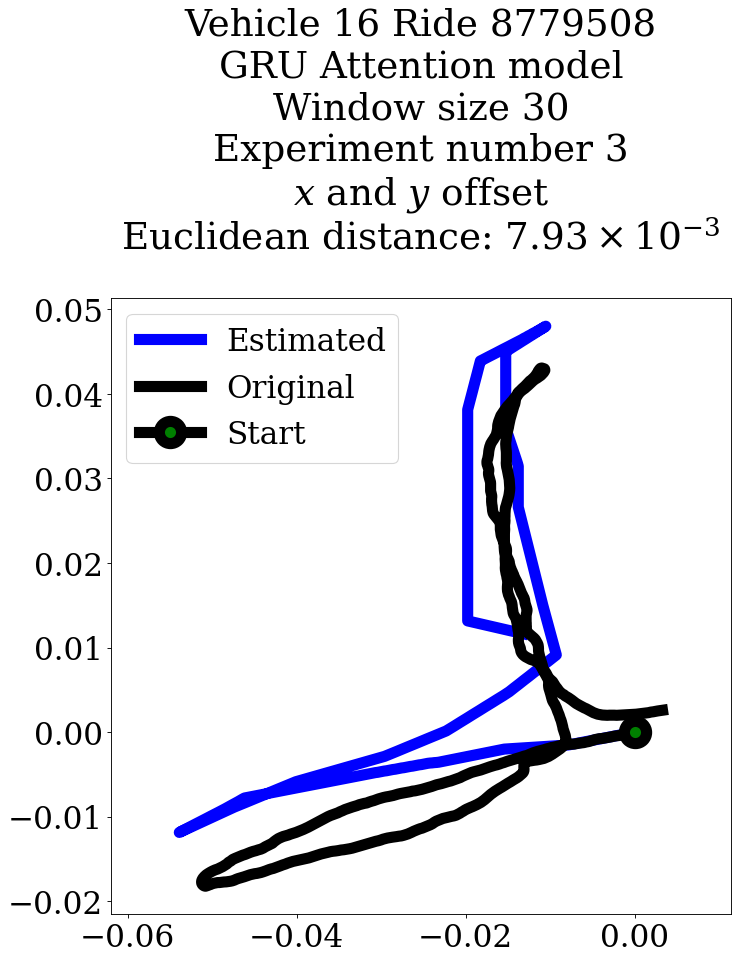 Vehicle 16 Ride 8779508
GRU Attention model
Window size 30
Experiment number 3
x and y offset
Euclidean distance: 7.93 × 10⁻³
Estimated
Original
Start
0.05
0.04
0.03
0.02
0.01
0.00
−0.01
−0.02
−0.06 −0.04 −0.02 0.00